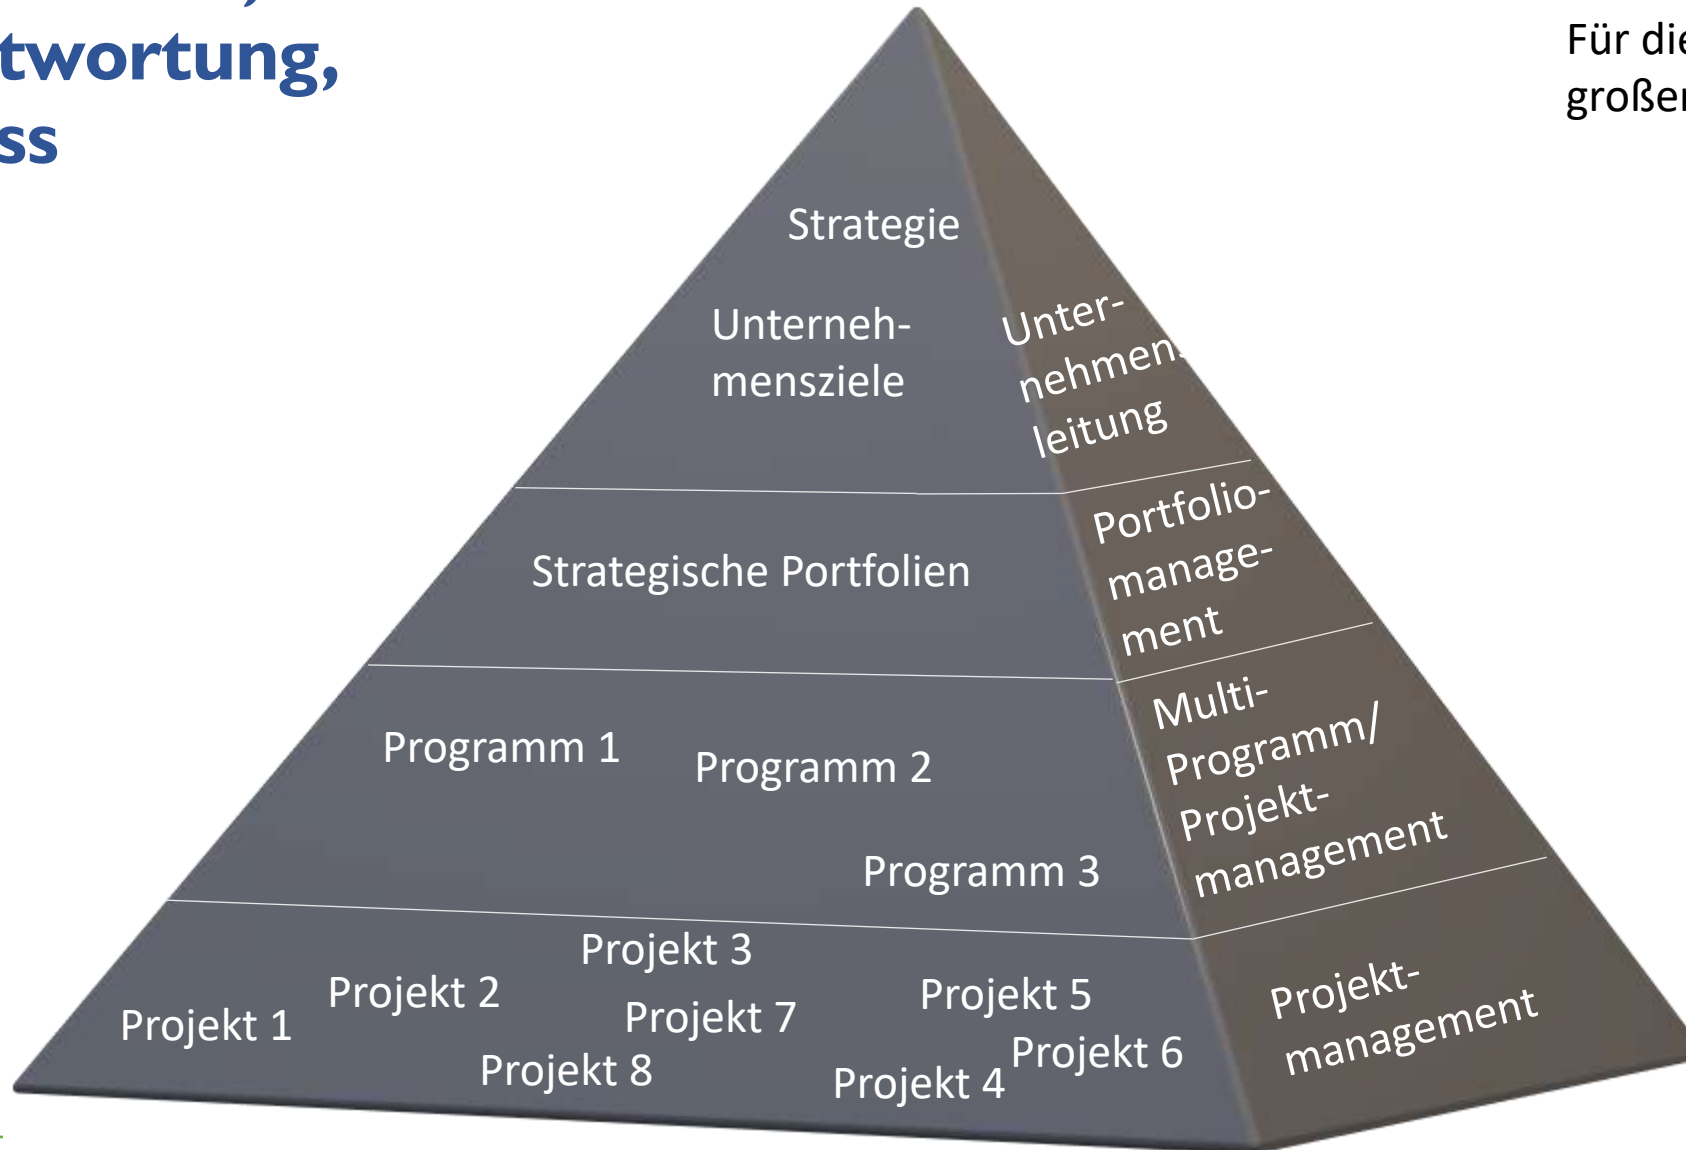 twortung,
ss
Für die
großer
Strategie
Unterneh-
mensziele
Unter-
nehmens
leitung
Strategische Portfolien
Portfolio-
manage-
ment
Programm 1
Programm 2
Programm 3
Multi-
Programm/
Projekt-
management
Projekt 3
Projekt 2
Projekt 5
Projekt 1
Projekt 7
Projekt 6
Projekt 8
Projekt 4
Projekt-
management